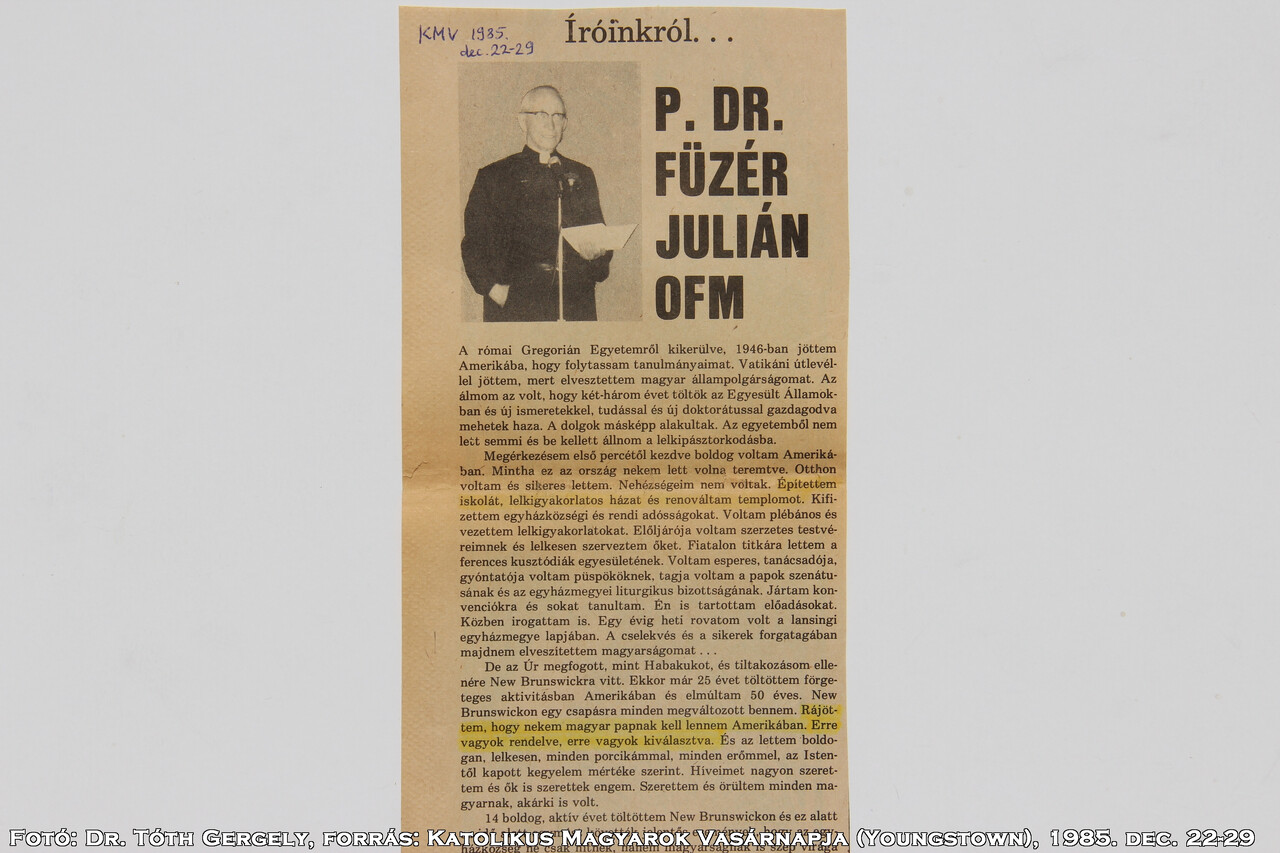 KMV 1985.
dec. 22-29
Íróinkról. . .
P. DR.
FÜZÉR
JULIÁN
OFM
A római Gregorián Egyetemről kikerülve, 1946-ban jöttem
Amerikába, hogy folytassam tanulmányaimat. Vatikáni útlevél-
lel jöttem, mert elvesztettem magyar állampolgárságomat. Az
álmom az volt, hogy két-három évet töltök az Egyesült Államok-
ban és új ismeretekkel, tudással és új doktorátussal gazdagodva
mehetek haza. A dolgok másképp alakultak. Az egyetemből nem
lett semmi és be kellett állnom a lelkipásztorkodásba.
Megérkezésem első percétől kezdve boldog voltam Ameriká-
ban. Mintha ez az ország nekem lett volna teremtve. Otthon
voltam és sikeres lettem. Nehézségeim nem voltak. Építettem
iskolát, lelkigyakorlatos házat és renováltam templomot. Kifi-
zettem egyházközségi és rendi adósságokat. Voltam plébános és
vezettem lelkigyakorlatokat. Előljárója voltam szerzetes testvé-
reimnek és lelkesen szerveztem őket. Fiatalon titkára lettem a
ferences kusztódiák egyesületének. Voltam esperes, tanácsadója,
gyóntatója voltam püspököknek, tagja voltam a papok szenátu-
sának és az egyházmegyei liturgikus bizottságának. Jártam kon-
venciókra és sokat tanultam. Én is tartottam előadásokat.
Közben irogattam is. Egy évig heti rovatom volt a lansingi
egyházmegye lapjában. A cselekvés és a sikerek forgatagában
majdnem elveszítettem magyarságomat . . .
De az Úr megfogott, mint Habakukot, és tiltakozásom elle-
nére New Brunswickra vitt. Ekkor már 25 évet töltöttem förge-
teges aktivitásban Amerikában és elmúltam 50 éves. New
Brunswickon egy csapásra minden megváltozott bennem. Rájöt-
tem, hogy nekem magyar papnak kell lennem Amerikában. Erre
vagyok rendelve, erre vagyok kiválasztva. És az lettem boldo-
gan, lelkesen, minden porcikámmal, minden erőmmel, az Isten-
től kapott kegyelem mértéke szerint. Híveimet nagyon szeret-
tem és ők is szerettek engem. Szerettem és örültem minden ma-
gyarnak, akárki is volt.
14 boldog, aktív évet töltöttem New Brunswickon és ez alatt
Fotó: Dr. Tóth Gergely, forrás: Katolikus Magyarok Vasárnapja (Youngstown), 1985. dec. 22-29